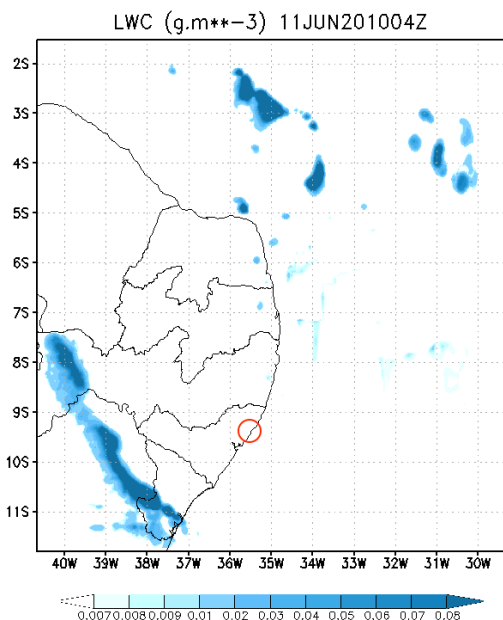 LWC (g.m**-3) 11JUN201004Z
2S
3S
4S
5S
6S
7S
8S
9S
10S
11S
40W 39W 38W 37W 36W 35W 34W 33W 32W 31W 30W
0.007 0.008 0.009 0.01 0.02 0.03 0.04 0.05 0.06 0.07 0.08